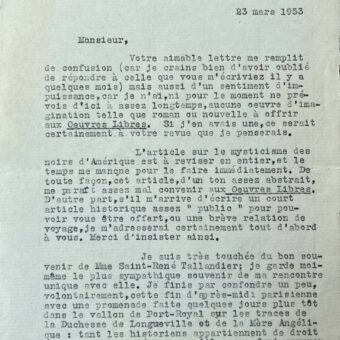 23 mars 1953
Monsieur,
Votre aimable lettre me remplit
de confusion (car je crains bien d'avoir oublié
de répondre à celle que vous m'écriviez il y a
quelques mois) mais aussi d'un sentiment d'im-
puissance, car je n'ai, ni pour le moment ne pré-
vois d'ici à assez longtemps, aucune oeuvre d'ima-
gination telle que roman ou nouvelle à offrir
aux Oeuvres Libres. Si j'en avais une, ce serait
certainement à votre revue que je penserais.
L'article sur le mysticisme des
noirs d'Amérique est à reviser en entier, et le
temps me manque pour le faire immédiatement. De
toute façon, cet article, d'un ton assez abstrait,
me paraît assez mal convenir aux Oeuvres Libres.
D'autre part, s'il m'arrive d'écrire un court
article historique assez " public " pour pou-
voir vous être offert, ou une brève relation de
voyage, je m'adresserai certainement tout d'abord
à vous. Merci d'insister ainsi.
Je suis très touchée du bon sou-
venir de Mme Saint-René Tallandier; je garde moi-
même le plus sympathique souvenir de ma rencontre
unique avec elle. Je finis par confondre un peu,
volontairement, cette fin d'après-midi parisienne
avec une promenade faite quelques jours plus tôt
dans le vallon de Port-Royal sur les traces de
la Duchesse de Longueville et de la Mère Angéli-
que : tant les historiens appartiennent de droit